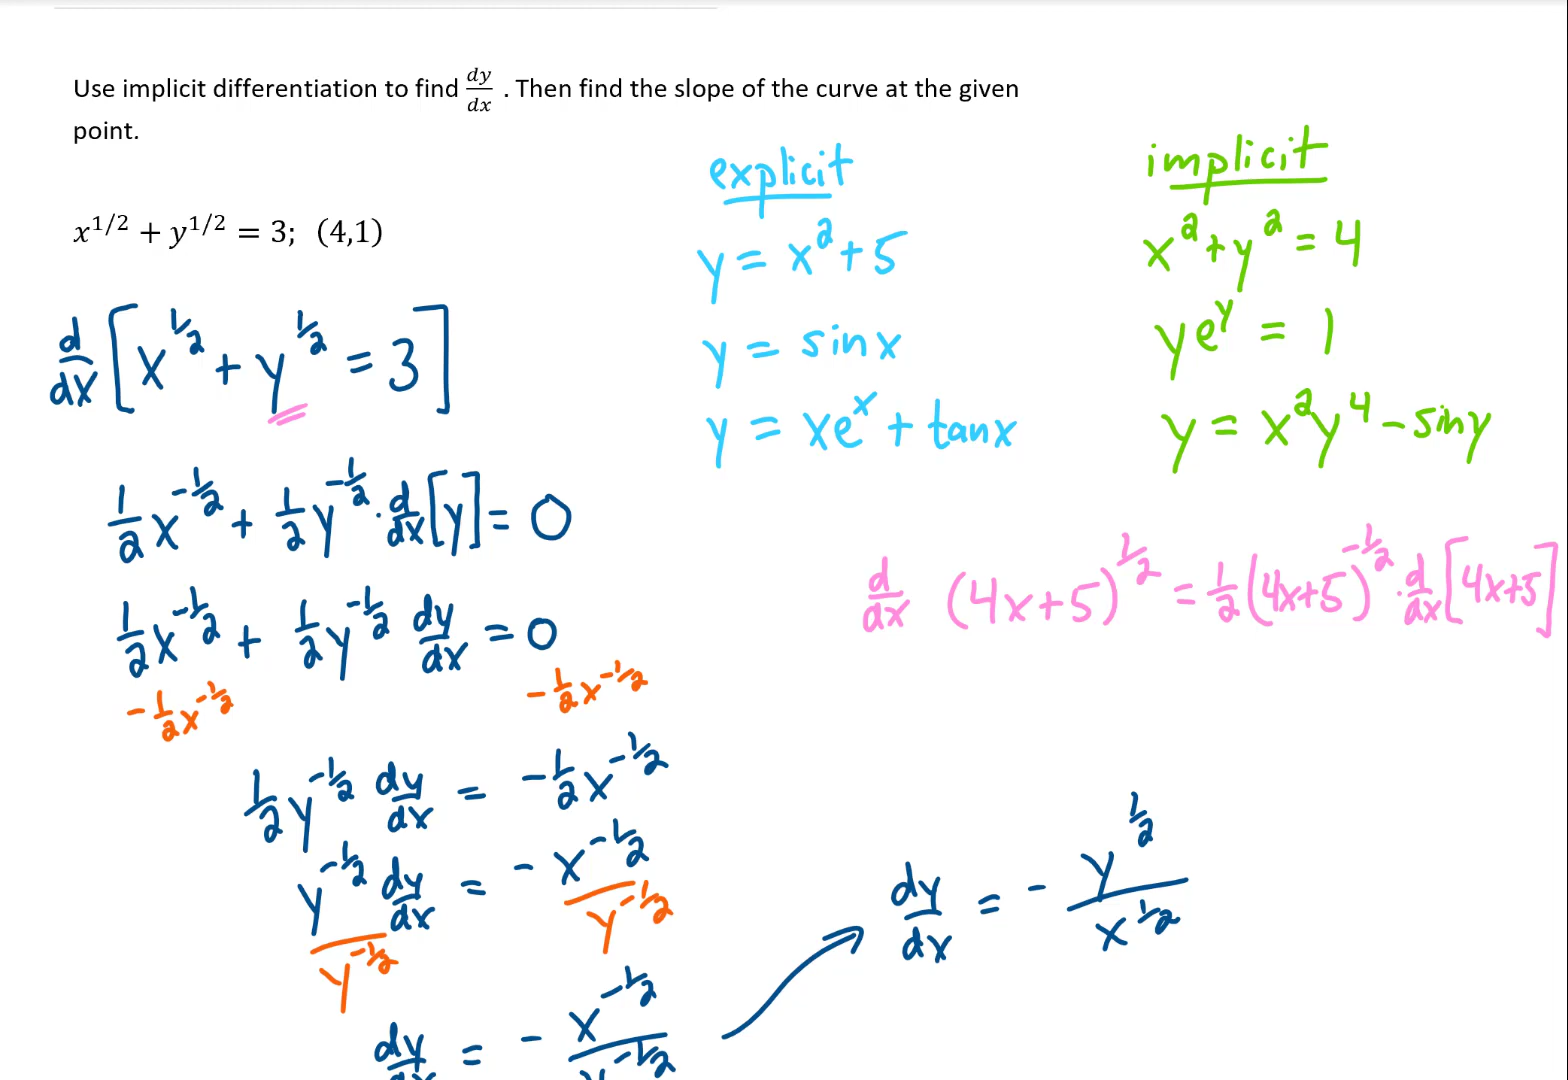 Use implicit differentiation to find dy/dx . Then find the slope of the curve at the given
point.
x^{1/2} + y^{1/2} = 3; (4,1)
d/dx [x^{1/2} + y^{1/2} = 3]
1/2 x^{-1/2} + 1/2 y^{-1/2} · d/dx [y] = 0
1/2 x^{-1/2} + 1/2 y^{-1/2} dy/dx = 0
-1/2 x^{-1/2} -1/2 x^{-1/2}
1/2 y^{-1/2} dy/dx = -1/2 x^{-1/2}
y^{-1/2} dy/dx / y^{-1/2} = - x^{-1/2} / y^{-1/2}
dy/dx = - x^{-1/2} / y^{-1/2}
explicit
y = x^2 + 5
y = sin x
y = xe^x + tan x
implicit
x^2 + y^2 = 4
ye^y = 1
y = x^2 y^4 - sin y
d/dx (4x+5)^{1/2} = 1/2 (4x+5)^{-1/2} · d/dx [4x+5]
dy/dx = - y^{1/2} / x^{1/2}